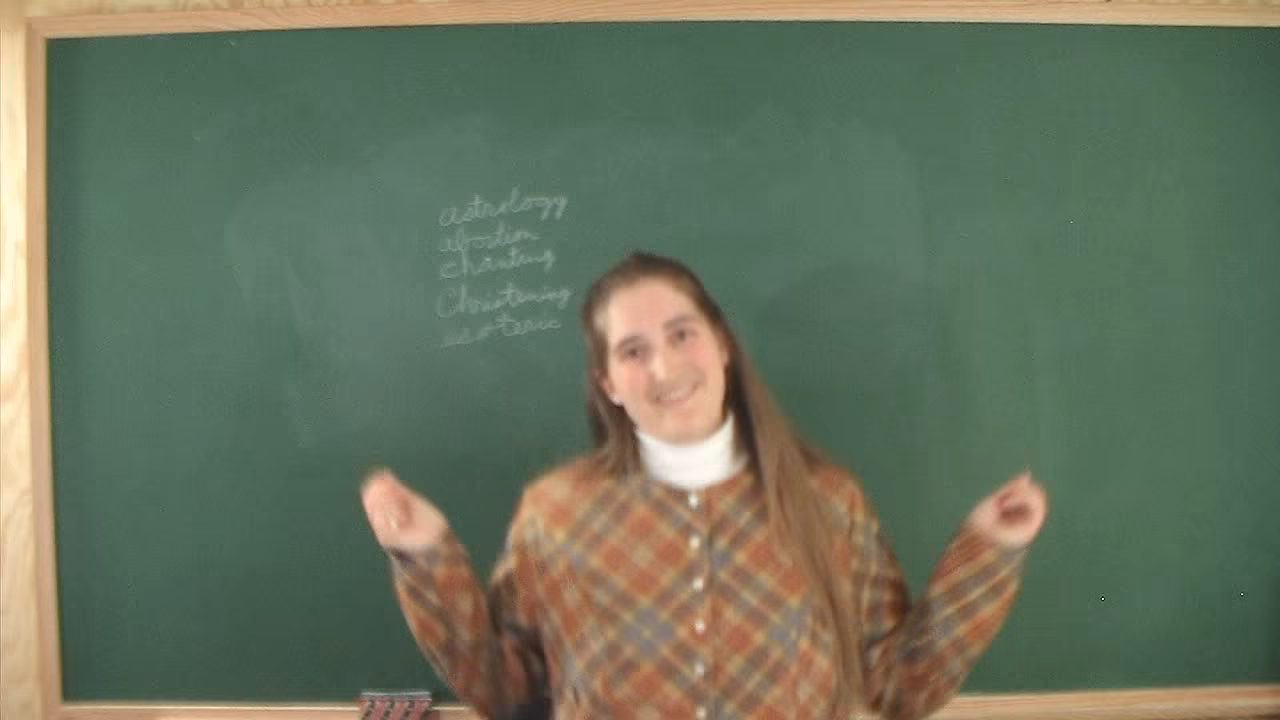 astrology
abortion
chanting
Christening
esoteric